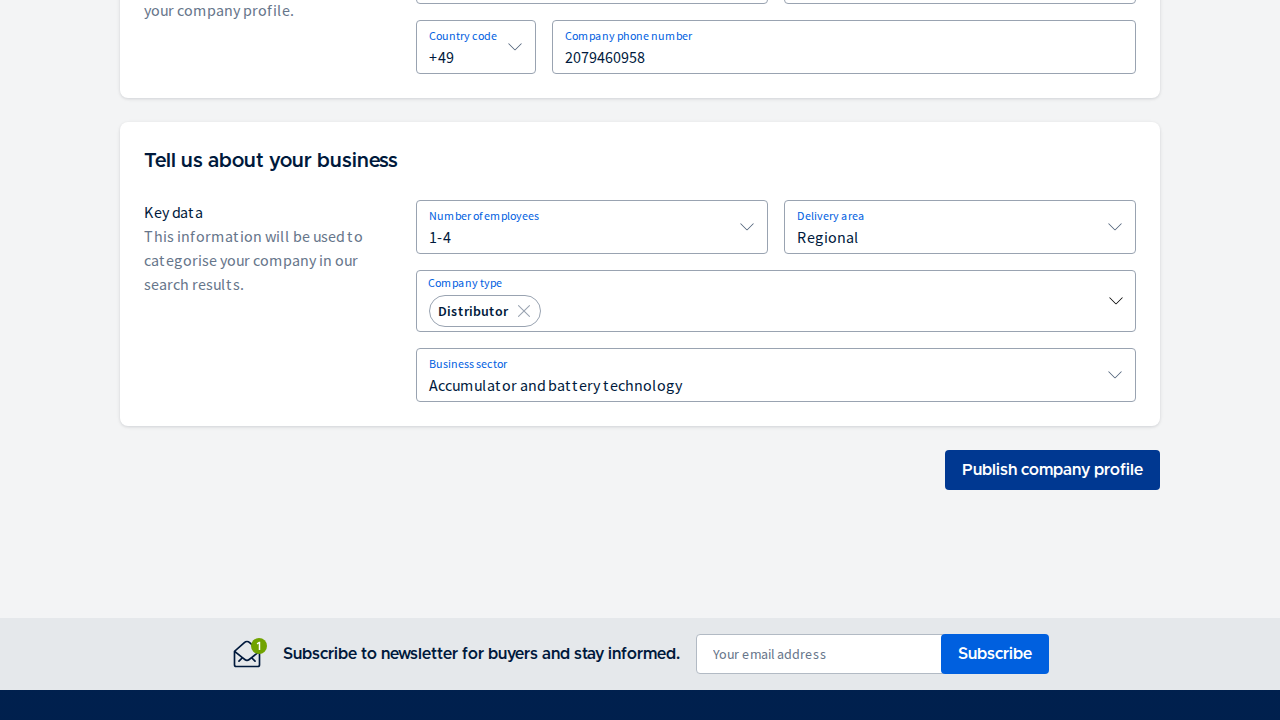 your company profile.
Country code
+49
Company phone number
2079460958
Tell us about your business
Key data
This information will be used to
categorise your company in our
search results.
Number of employees
1-4
Delivery area
Regional
Company type
Distributor
Business sector
Accumulator and battery technology
Publish company profile
1
Subscribe to newsletter for buyers and stay informed.
Your email address
Subscribe